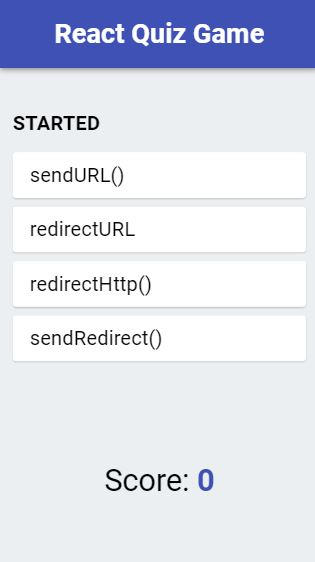 React Quiz Game
STARTED
sendURL()
redirectURL
redirectHttp()
sendRedirect()
Score: 0